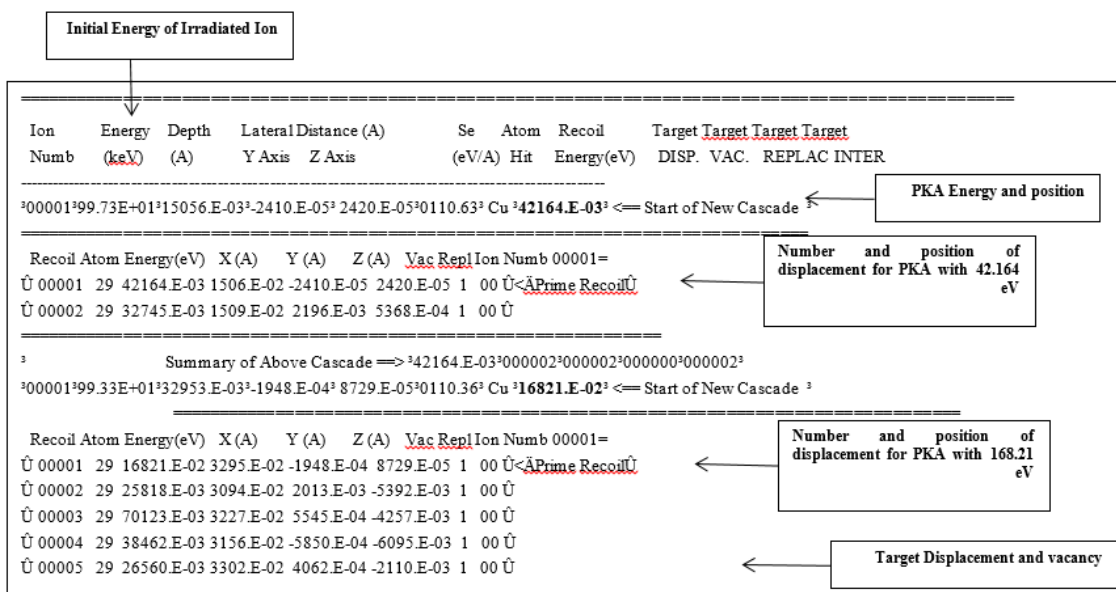 Initial Energy of Irradiated Ion
================================================================================
Ion Energy Depth Lateral Distance (A) Se Atom Recoil Target Target Target Target
Numb (keV) (A) Y Axis Z Axis (eV/A) Hit Energy(eV) DISP. VAC. REPLAC INTER
--------------------------------------------------------------------------------
³00001³99.73E+01³15056.E-03³-2410.E-05³ 2420.E-05³0110.63³ Cu ³42164.E-03³ <== Start of New Cascade ³
PKA Energy and position
================================================================================
Recoil Atom Energy(eV) X (A) Y (A) Z (A) Vac Repl Ion Numb 00001=
Û 00001 29 42164.E-03 1506.E-02 -2410.E-05 2420.E-05 1 00 Û<ÄPrime RecoilÛ
Û 00002 29 32745.E-03 1509.E-02 2196.E-03 5368.E-04 1 00 Û
Number and position of
displacement for PKA with 42.164
eV
================================================================================
³ Summary of Above Cascade ==> ³42164.E-03³000002³000002³000000³000002³
³00001³99.33E+01³32953.E-03³-1948.E-04³ 8729.E-05³0110.36³ Cu ³16821.E-02³ <== Start of New Cascade ³
================================================================================
Recoil Atom Energy(eV) X (A) Y (A) Z (A) Vac Repl Ion Numb 00001=
Û 00001 29 16821.E-02 3295.E-02 -1948.E-04 8729.E-05 1 00 Û<ÄPrime RecoilÛ
Û 00002 29 25818.E-03 3094.E-02 2013.E-03 -5392.E-03 1 00 Û
Û 00003 29 70123.E-03 3227.E-02 5545.E-04 -4257.E-03 1 00 Û
Û 00004 29 38462.E-03 3156.E-02 -5850.E-04 -6095.E-03 1 00 Û
Û 00005 29 26560.E-03 3302.E-02 4062.E-04 -2110.E-03 1 00 Û
Number and position of
displacement for PKA with 168.21
eV
Target Displacement and vacancy